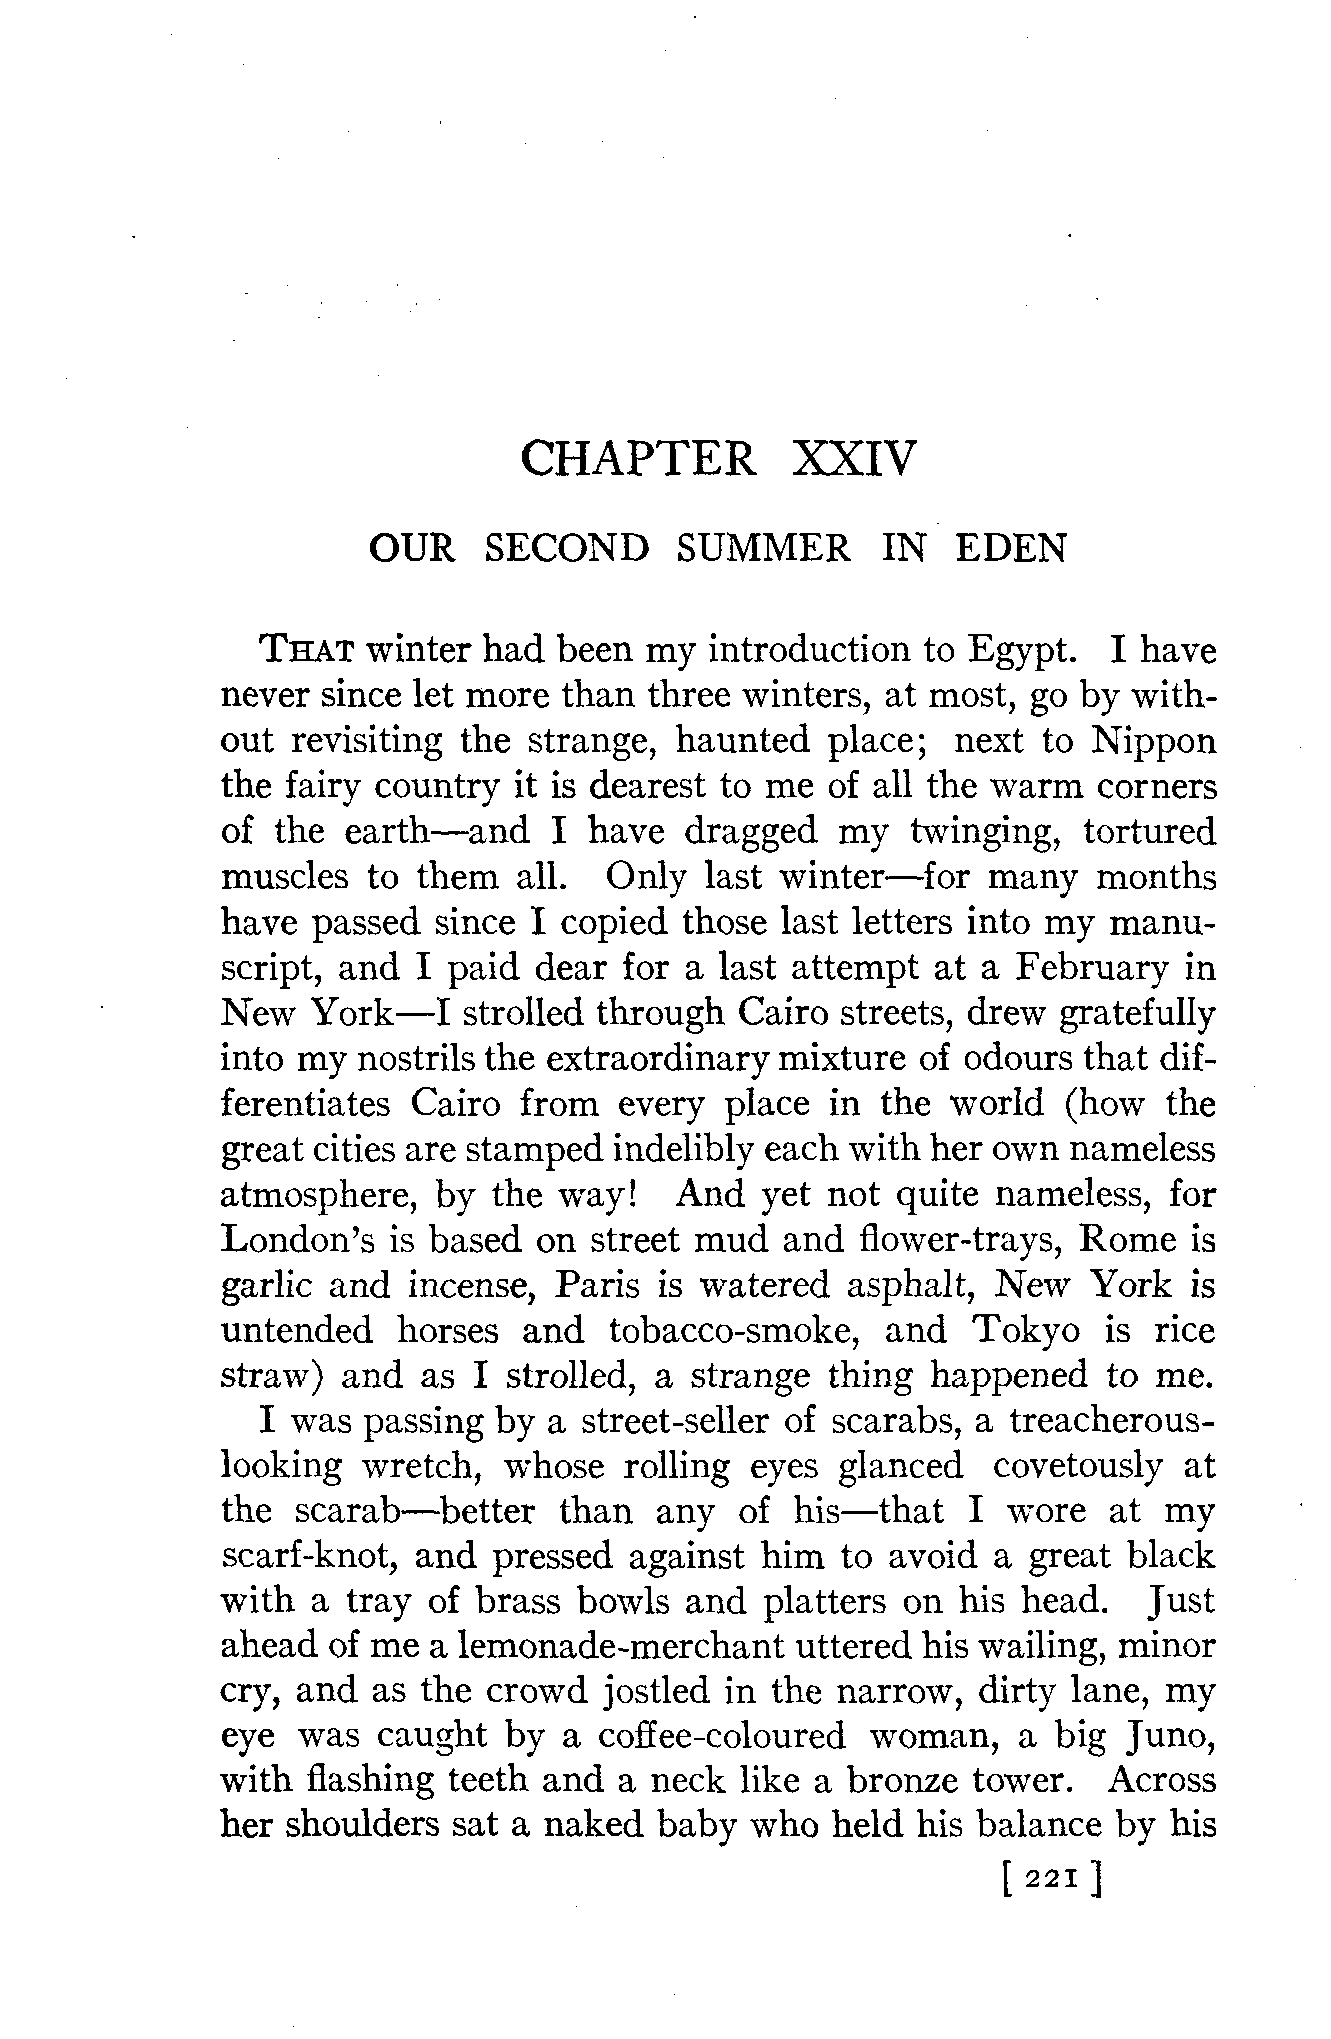 CHAPTER XXIV
OUR SECOND SUMMER IN EDEN
THAT winter had been my introduction to Egypt. I have
never since let more than three winters, at most, go by with-
out revisiting the strange, haunted place; next to Nippon
the fairy country it is dearest to me of all the warm corners
of the earth—and I have dragged my twinging, tortured
muscles to them all. Only last winter—for many months
have passed since I copied those last letters into my manu-
script, and I paid dear for a last attempt at a February in
New York—I strolled through Cairo streets, drew gratefully
into my nostrils the extraordinary mixture of odours that dif-
ferentiates Cairo from every place in the world (how the
great cities are stamped indelibly each with her own nameless
atmosphere, by the way! And yet not quite nameless, for
London's is based on street mud and flower-trays, Rome is
garlic and incense, Paris is watered asphalt, New York is
untended horses and tobacco-smoke, and Tokyo is rice
straw) and as I strolled, a strange thing happened to me.
I was passing by a street-seller of scarabs, a treacherous-
looking wretch, whose rolling eyes glanced covetously at
the scarab—better than any of his—that I wore at my
scarf-knot, and pressed against him to avoid a great black
with a tray of brass bowls and platters on his head. Just
ahead of me a lemonade-merchant uttered his wailing, minor
cry, and as the crowd jostled in the narrow, dirty lane, my
eye was caught by a coffee-coloured woman, a big Juno,
with flashing teeth and a neck like a bronze tower. Across
her shoulders sat a naked baby who held his balance by his
[ 221 ]